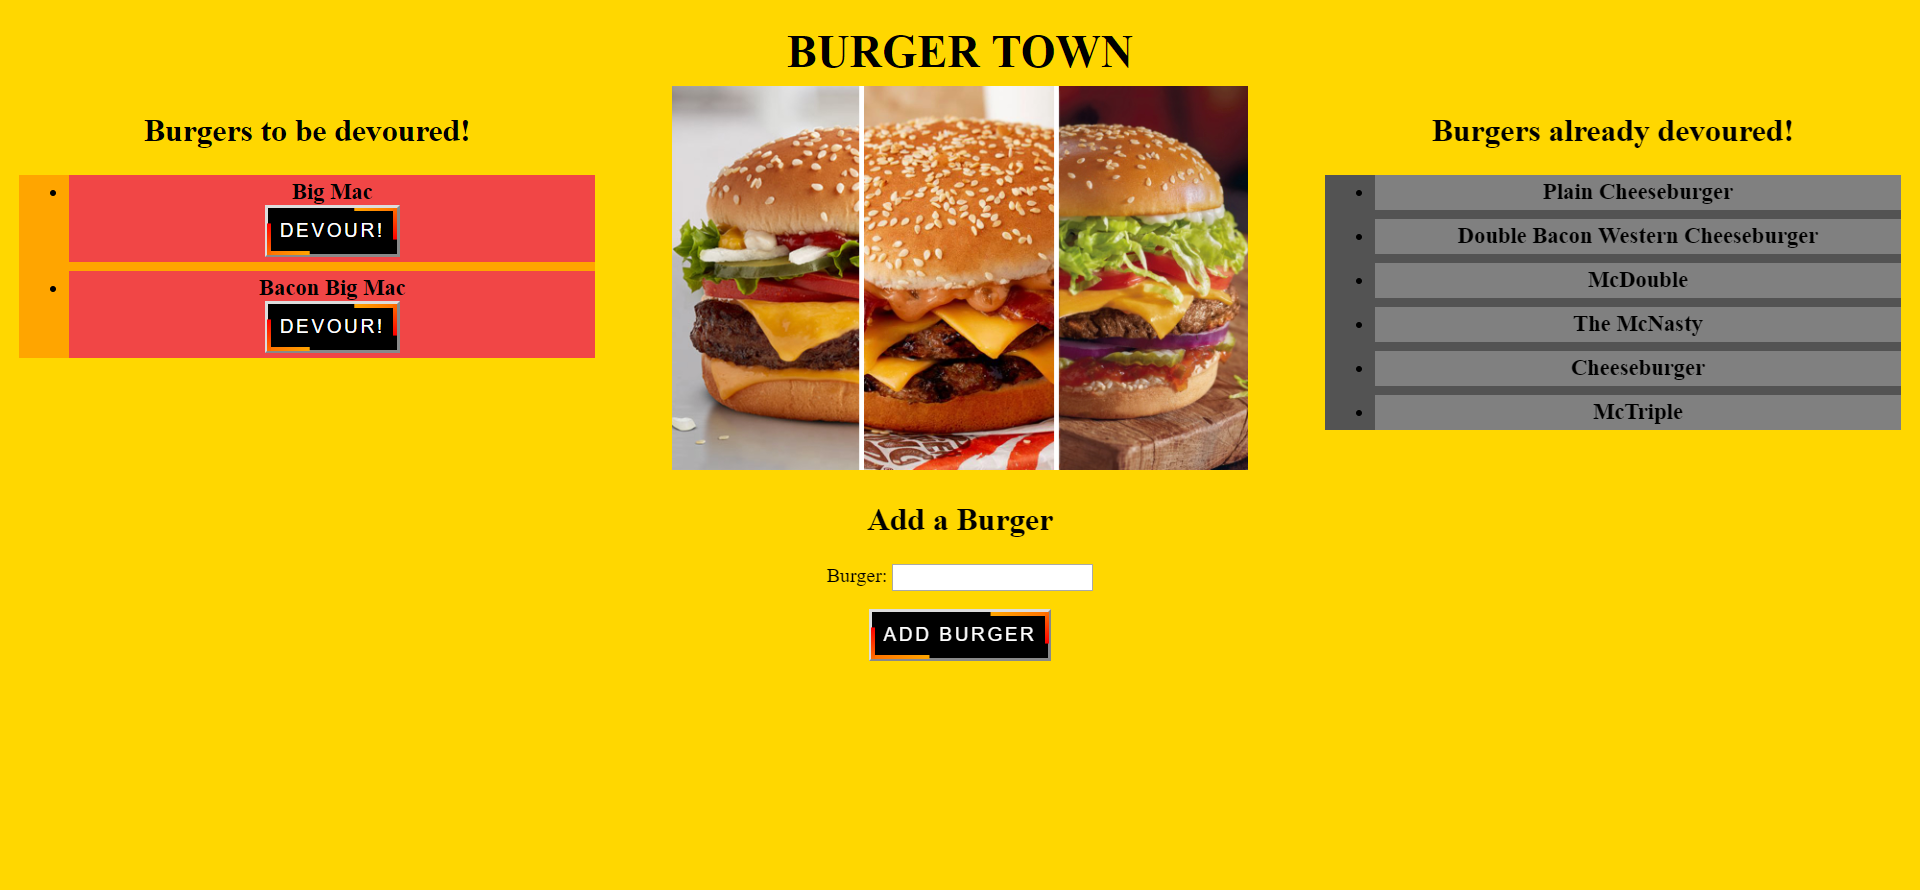 BURGER TOWN
Burgers to be devoured!
Big Mac
DEVOUR!
Bacon Big Mac
DEVOUR!
Add a Burger
Burger:
ADD BURGER
Burgers already devoured!
Plain Cheeseburger
Double Bacon Western Cheeseburger
McDouble
The McNasty
Cheeseburger
McTriple